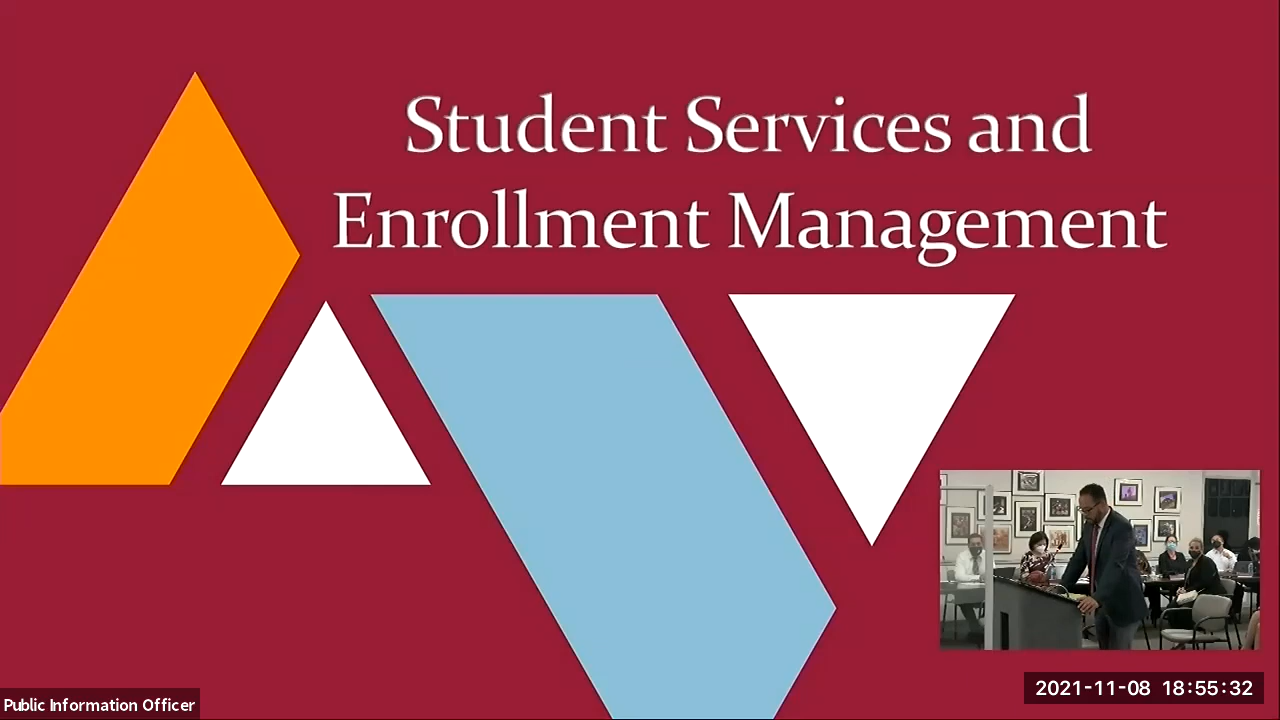 Student Services and
Enrollment Management
Public Information Officer
2021-11-08 18:55:32